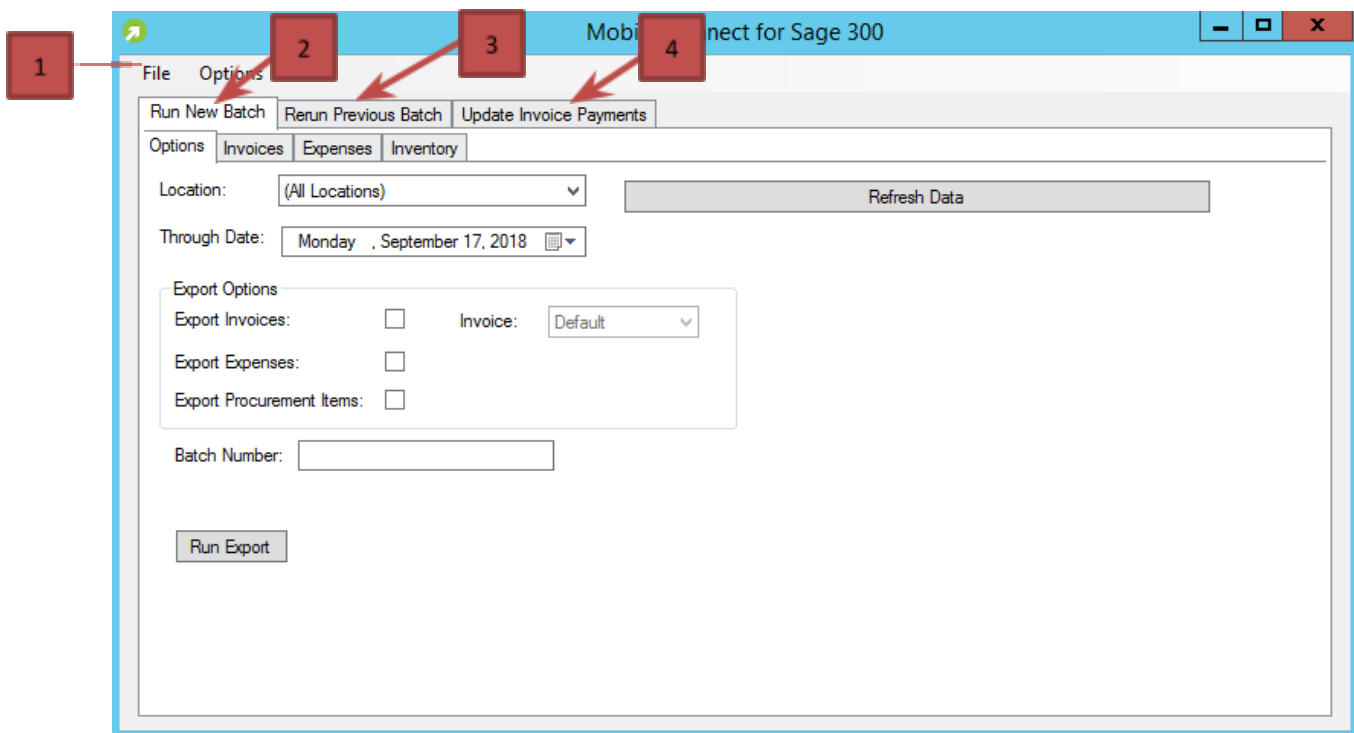 2
3
4
1
Mobi nnect for Sage 300
X
File Options
Run New Batch Rerun Previous Batch Update Invoice Payments
Options Invoices Expenses Inventory
Location: (All Locations) Refresh Data
Through Date: Monday , September 17, 2018
Export Options
Export Invoices: Invoice: Default
Export Expenses:
Export Procurement Items:
Batch Number:
Run Export